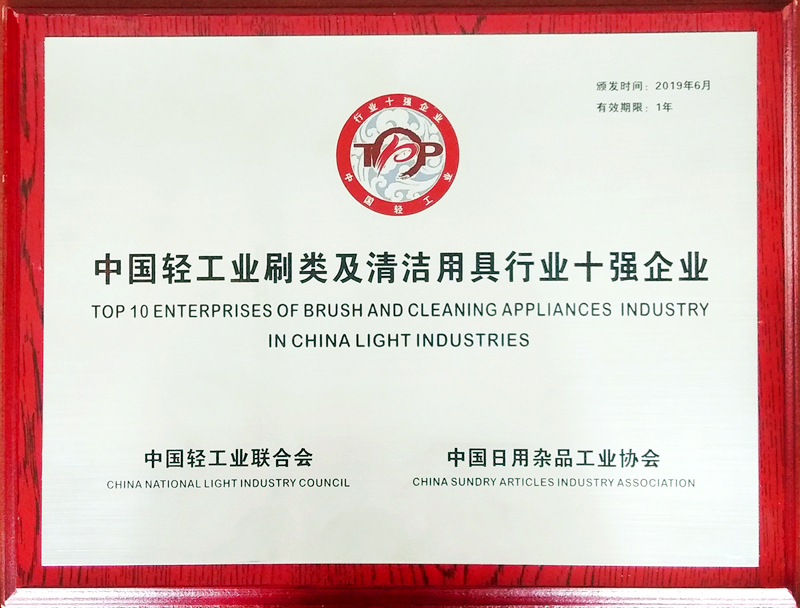 颁发时间：2019年6月
有效期限：1年
行业十强企业
TOP
中国轻工业
中国轻工业刷类及清洁用具行业十强企业
TOP 10 ENTERPRISES OF BRUSH AND CLEANING APPLIANCES INDUSTRY
IN CHINA LIGHT INDUSTRIES
中国轻工业联合会
CHINA NATIONAL LIGHT INDUSTRY COUNCIL
中国日用杂品工业协会
CHINA SUNDRY ARTICLES INDUSTRY ASSOCIATION